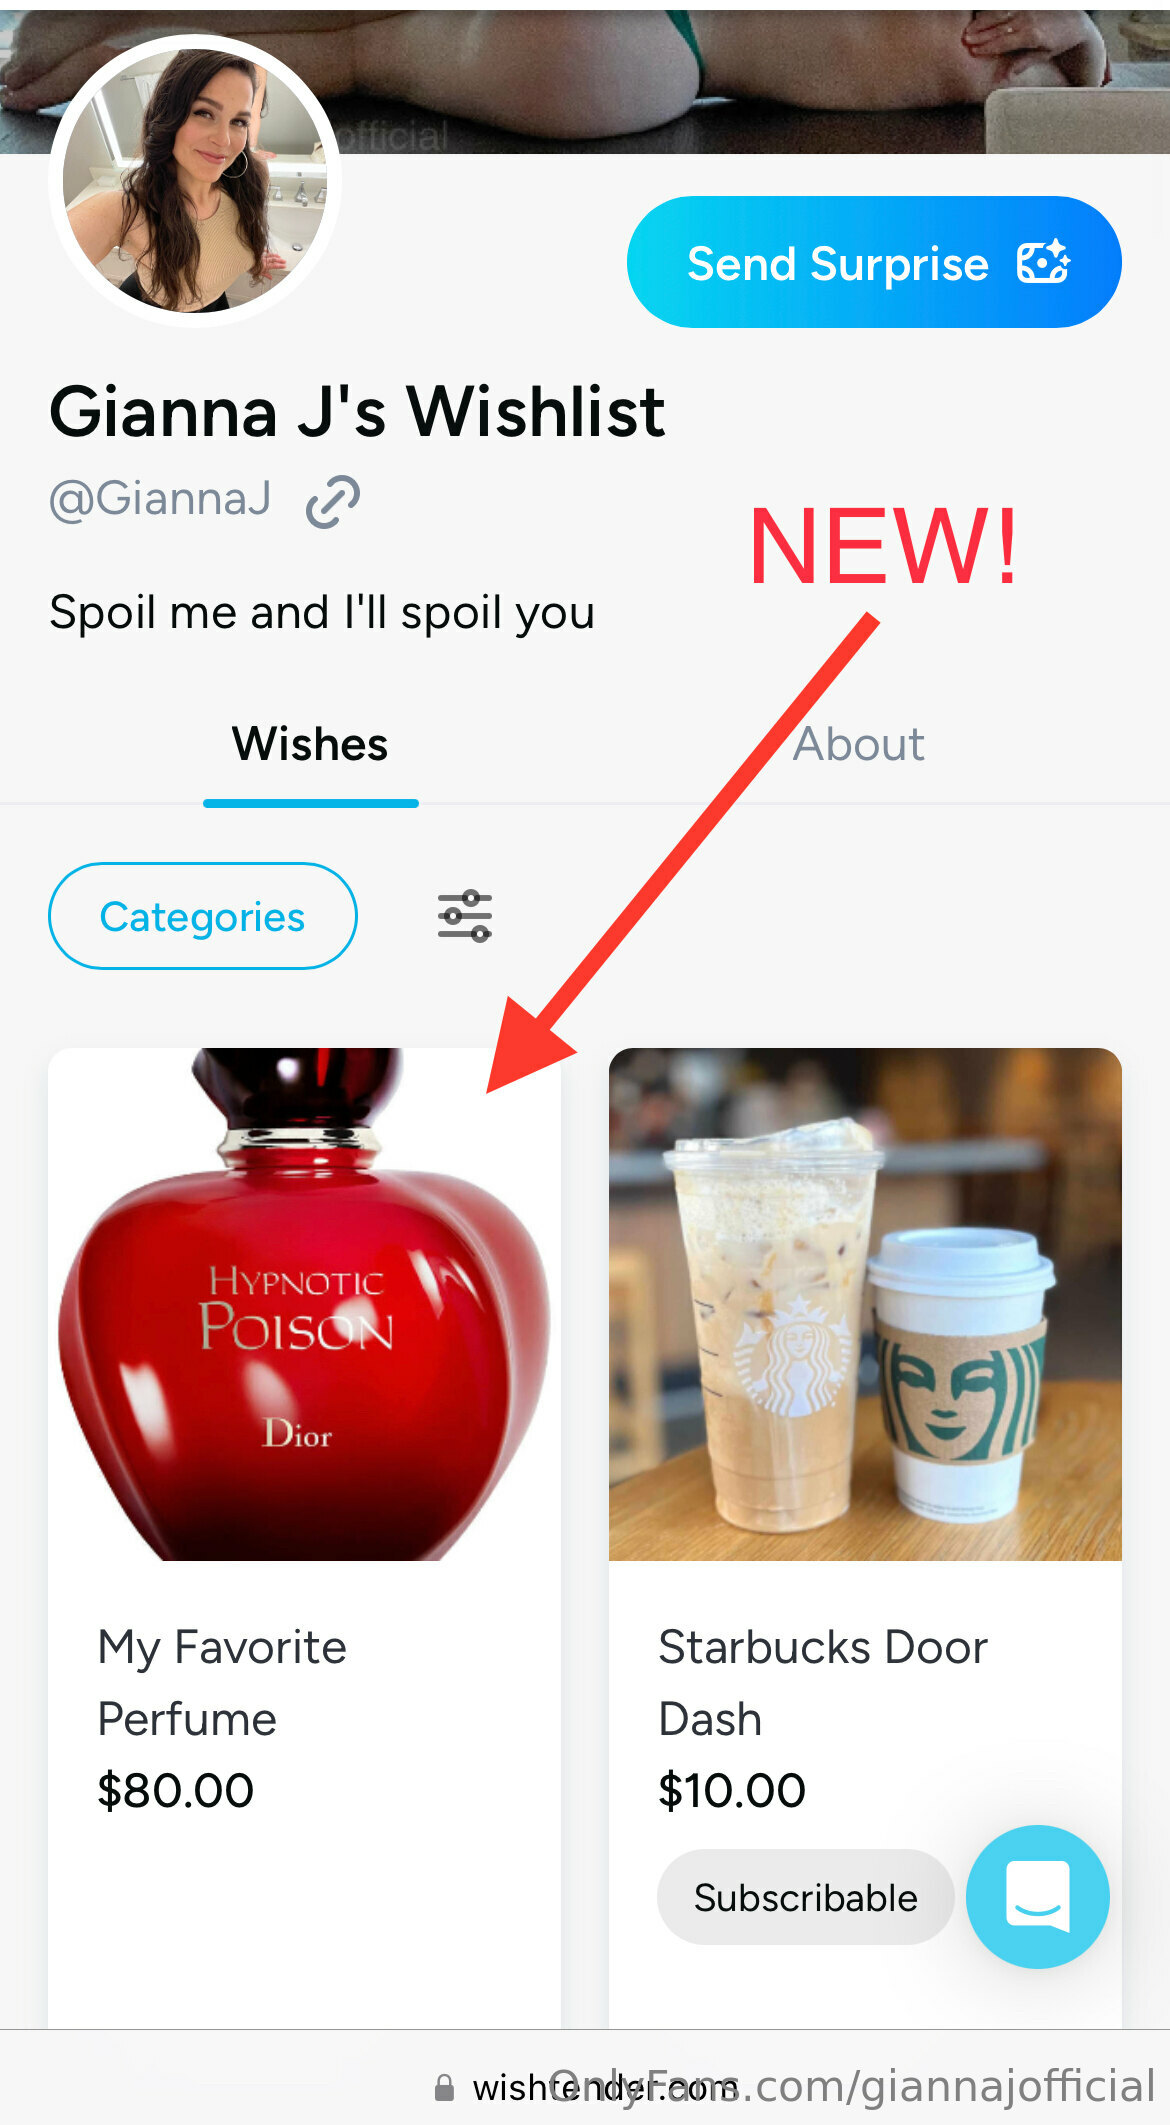 official
Send Surprise
Gianna J's Wishlist
@GiannaJ
NEW!
Spoil me and I'll spoil you
Wishes
About
Categories
HYPNOTIC
POISON
Dior
My Favorite
Perfume
$80.00
Starbucks Door
Dash
$10.00
Subscribable
wishtender.com
OnlyFans.com/giannajofficial